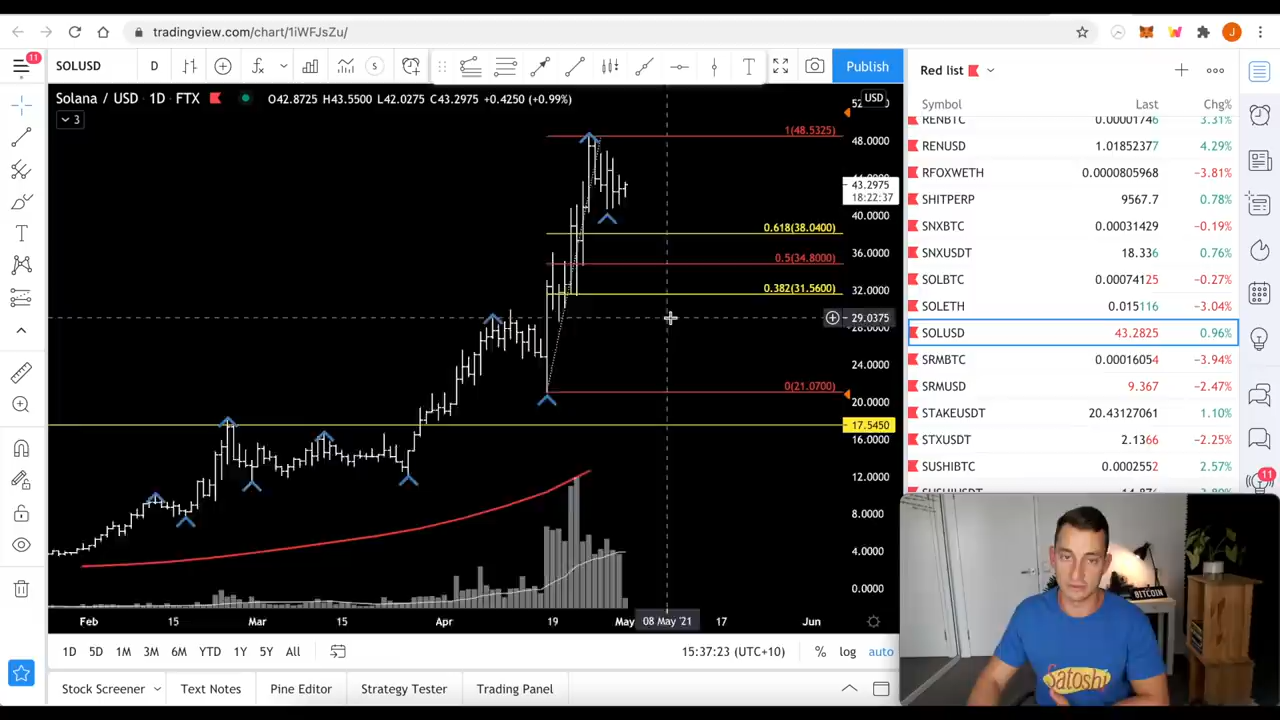 tradingview.com/chart/1iWFJsZu/
J
11
SOLUSD
D
S
T
Publish
Red list
Solana / USD 1D FTX O42.8725 H43.5500 L42.0275 C43.2975 +0.4250 (+0.99%)
3
USD
Symbol Last Chg%
RENBTC 0.00001746 3.31%
RENUSD 1.01852377 4.29%
RFOXWETH 0.0000805968 −3.81%
SHITPERP 9567.7 0.78%
SNXBTC 0.00031429 −0.19%
SNXUSDT 18.336 0.76%
SOLBTC 0.00074125 −0.27%
SOLETH 0.015116 −3.04%
SOLUSD 43.2825 0.96%
SRMBTC 0.00016054 −3.94%
SRMUSD 9.367 −2.47%
STAKEUSDT 20.43127061 1.10%
STXUSDT 2.1366 −2.25%
SUSHIBTC 0.0002552 2.57%
11
1(48.5325)
0.618(38.0400)
0.5(34.8000)
0.382(31.5600)
0(21.0700)
48.0000
43.2975
18:22:37
40.0000
36.0000
32.0000
29.0375
28.0000
24.0000
20.0000
17.5450
16.0000
12.0000
8.0000
4.0000
0.0000
Feb 15 Mar 15 Apr 19 May 08 May '21 17 Jun
1D 5D 1M 3M 6M YTD 1Y 5Y All
15:37:23 (UTC+10) % log auto
Stock Screener Text Notes Pine Editor Strategy Tester Trading Panel
BITCOIN
Satoshi